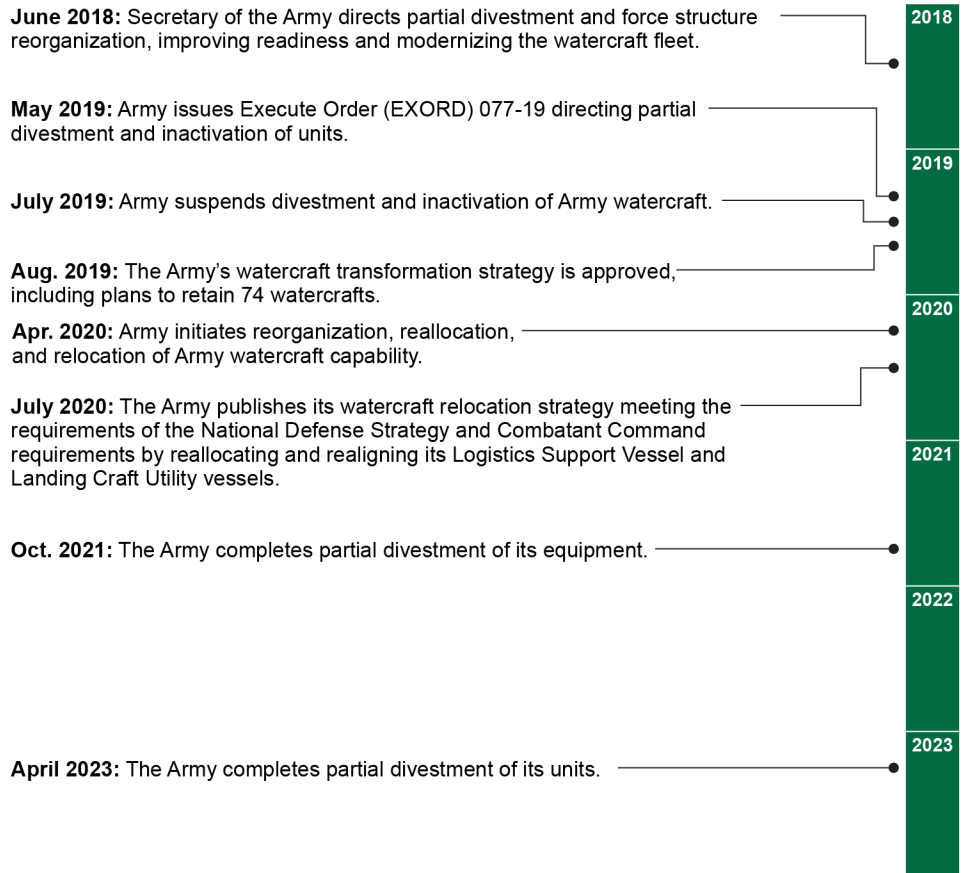 June 2018: Secretary of the Army directs partial divestment and force structure
reorganization, improving readiness and modernizing the watercraft fleet.
2018
May 2019: Army issues Execute Order (EXORD) 077-19 directing partial
divestment and inactivation of units.
2019
July 2019: Army suspends divestment and inactivation of Army watercraft.
Aug. 2019: The Army's watercraft transformation strategy is approved,
including plans to retain 74 watercrafts.
2020
Apr. 2020: Army initiates reorganization, reallocation,
and relocation of Army watercraft capability.
July 2020: The Army publishes its watercraft relocation strategy meeting the
requirements of the National Defense Strategy and Combatant Command
requirements by reallocating and realigning its Logistics Support Vessel and
Landing Craft Utility vessels.
2021
Oct. 2021: The Army completes partial divestment of its equipment.
2022
2023
April 2023: The Army completes partial divestment of its units.